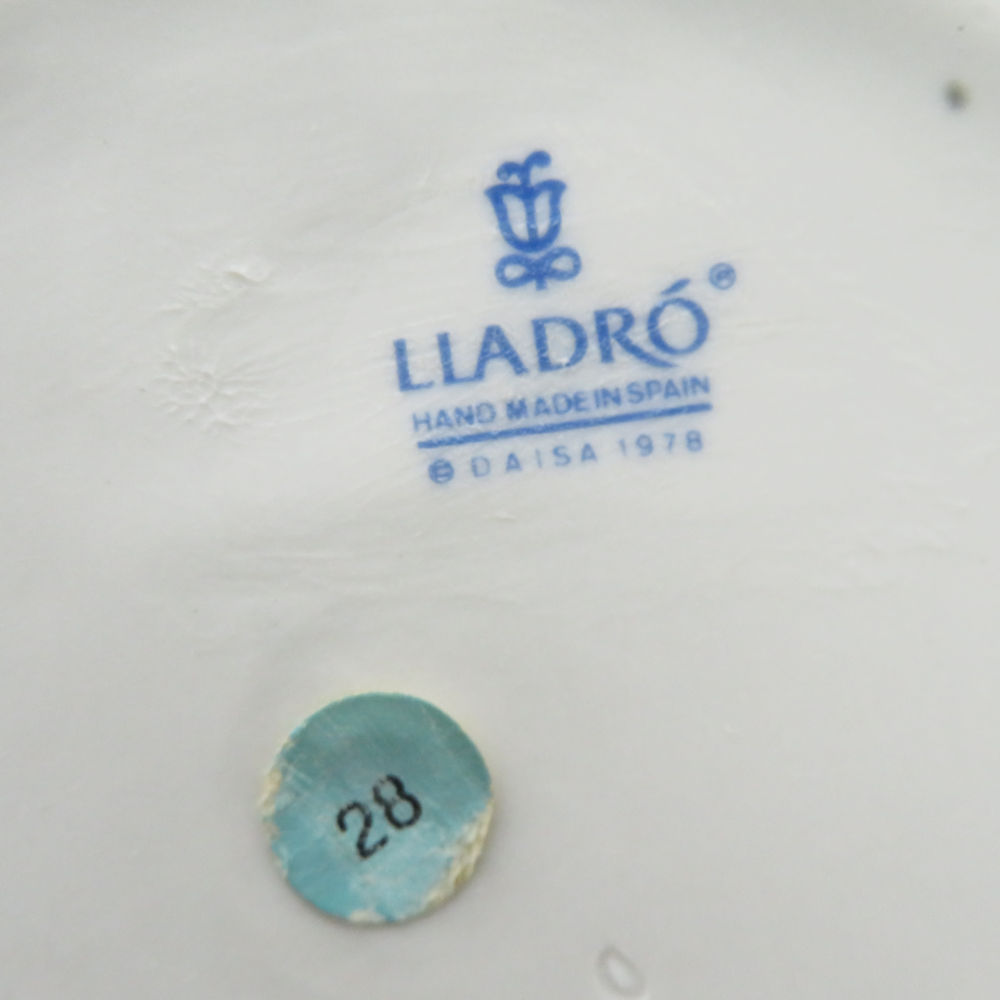 LLADRÓ®
HAND MADE IN SPAIN
© DAISA 1978
28